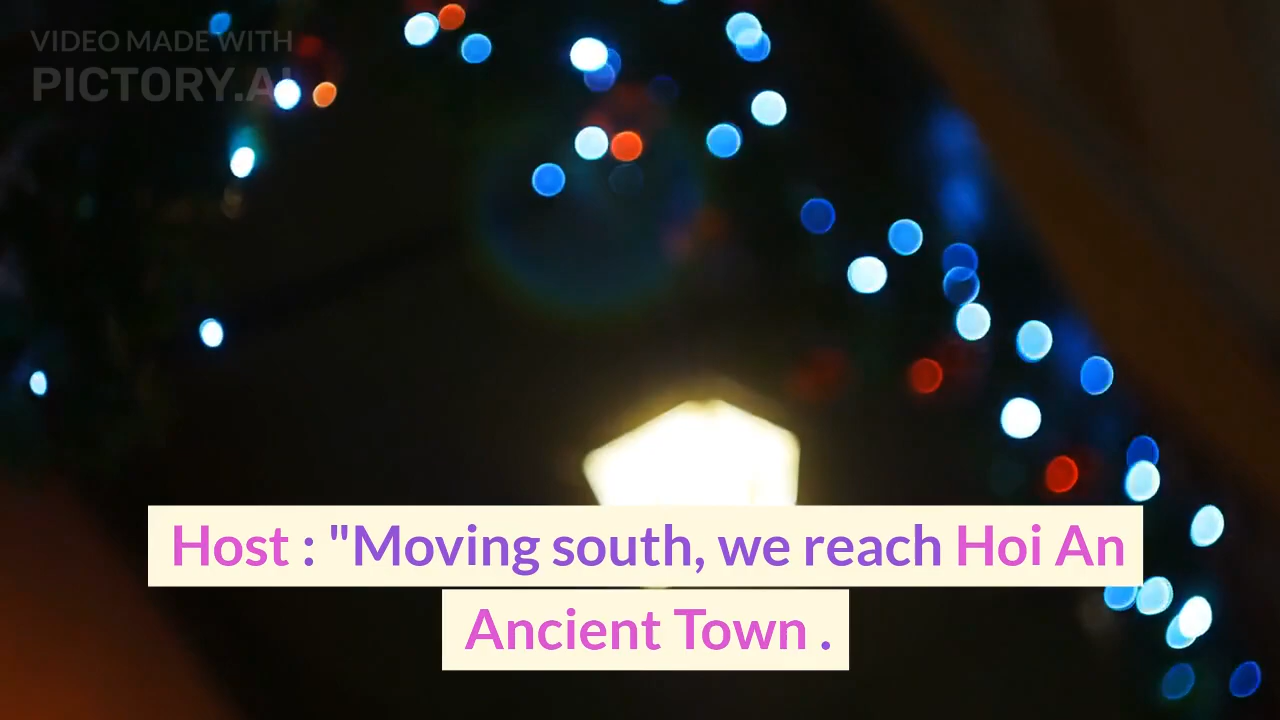 VIDEO MADE WITH
PICTORY.AI
Host : "Moving south, we reach Hoi An
Ancient Town .